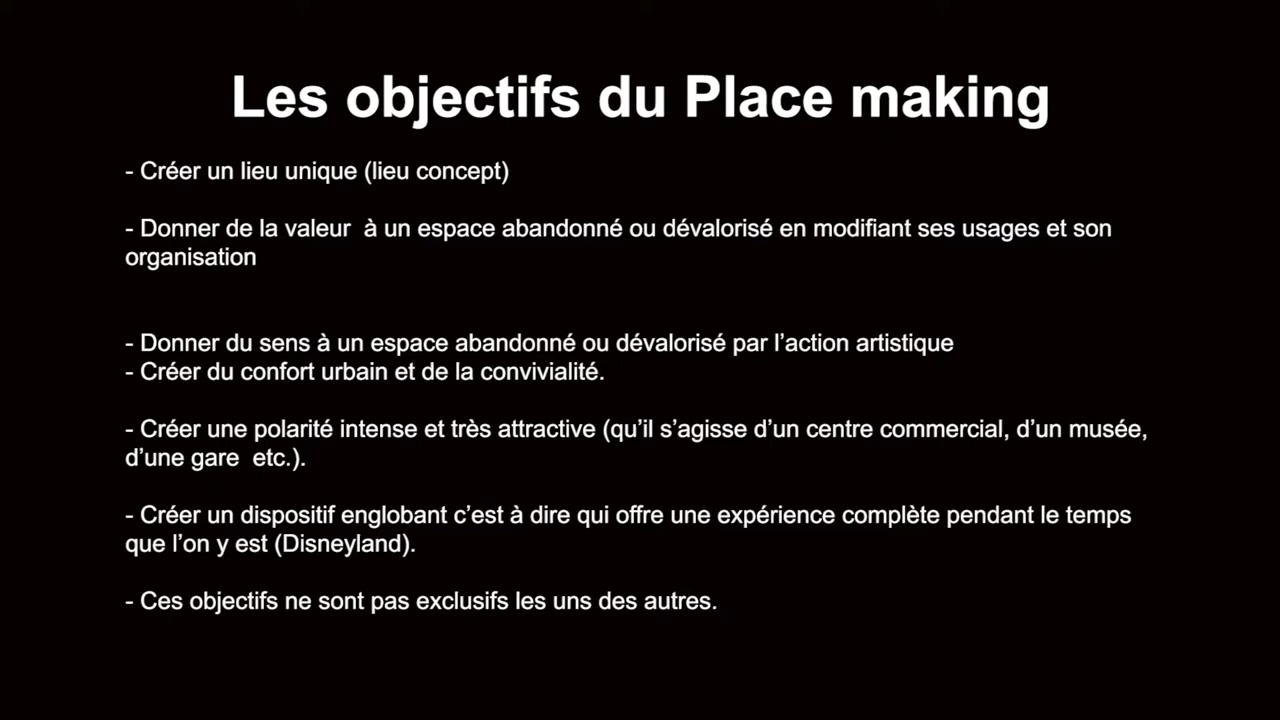 Les objectifs du Place making
- Créer un lieu unique (lieu concept)
- Donner de la valeur  à un espace abandonné ou dévalorisé en modifiant ses usages et son
organisation
- Donner du sens à un espace abandonné ou dévalorisé par l’action artistique
- Créer du confort urbain et de la convivialité.
- Créer une polarité intense et très attractive (qu’il s’agisse d’un centre commercial, d’un musée,
d’une gare  etc.).
- Créer un dispositif englobant c’est à dire qui offre une expérience complète pendant le temps
que l’on y est (Disneyland).
- Ces objectifs ne sont pas exclusifs les uns des autres.